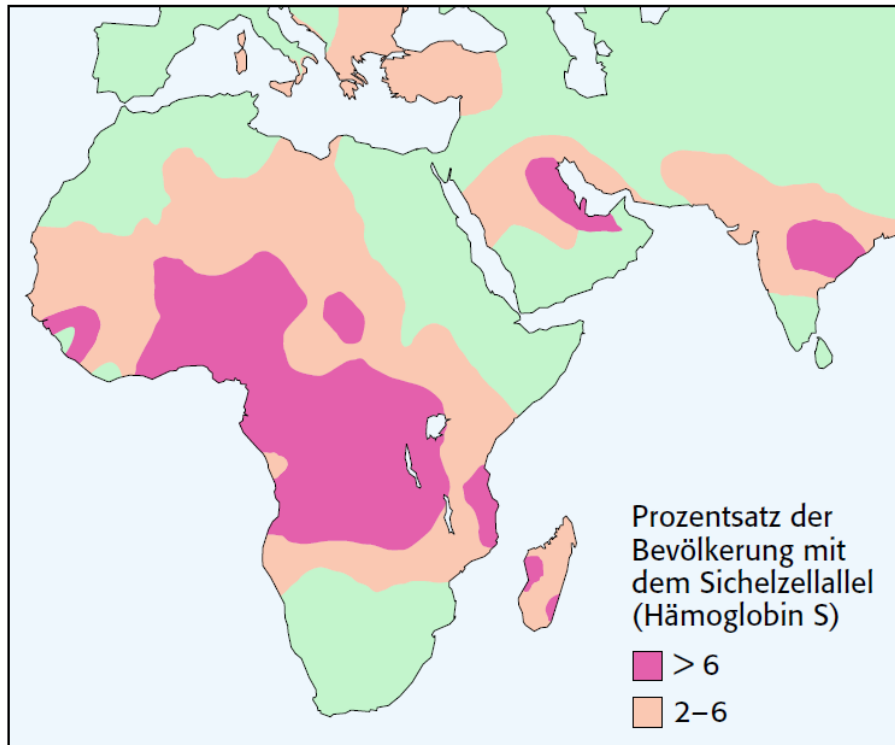 Prozentsatz der
Bevölkerung mit
dem Sichelzellallel
(Hämoglobin S)
> 6
2–6